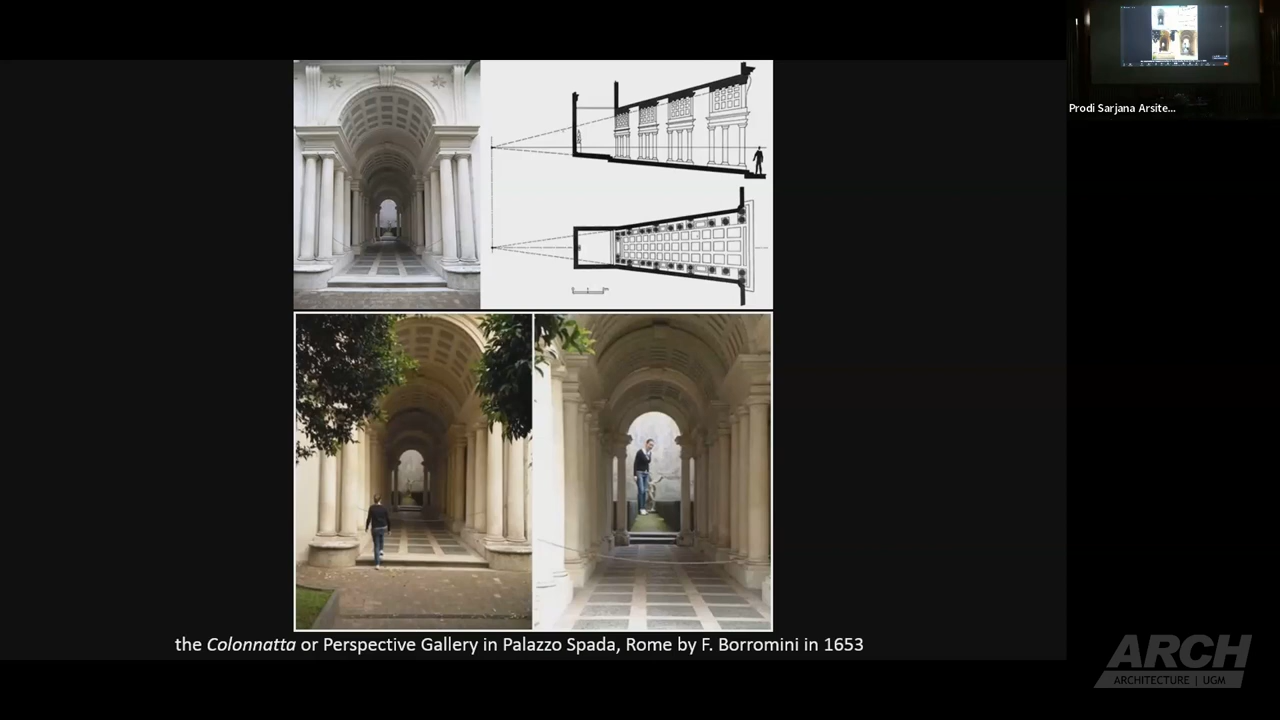 Prodi Sarjana Arsite...
the Colonnatta or Perspective Gallery in Palazzo Spada, Rome by F. Borromini in 1653
ARCH
ARCHITECTURE | UGM